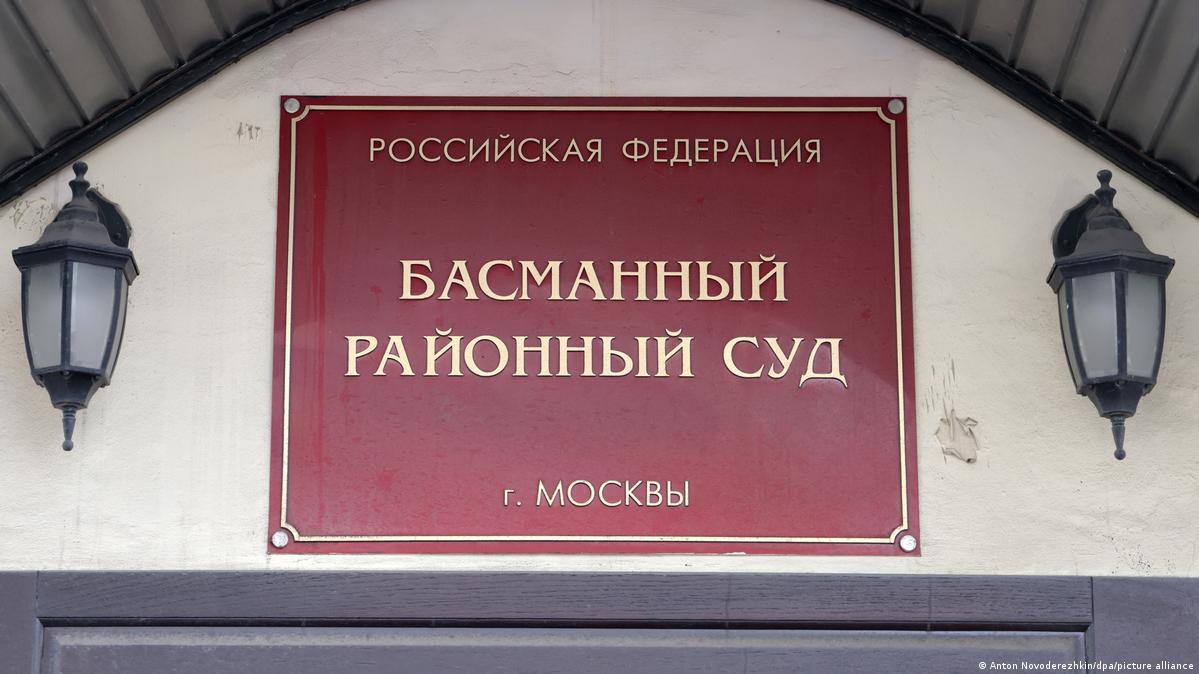 РОССИЙСКАЯ ФЕДЕРАЦИЯ
БАСМАННЫЙ
РАЙОННЫЙ СУД
г. МОСКВЫ
© Anton Novoderezhkin/dpa/picture alliance